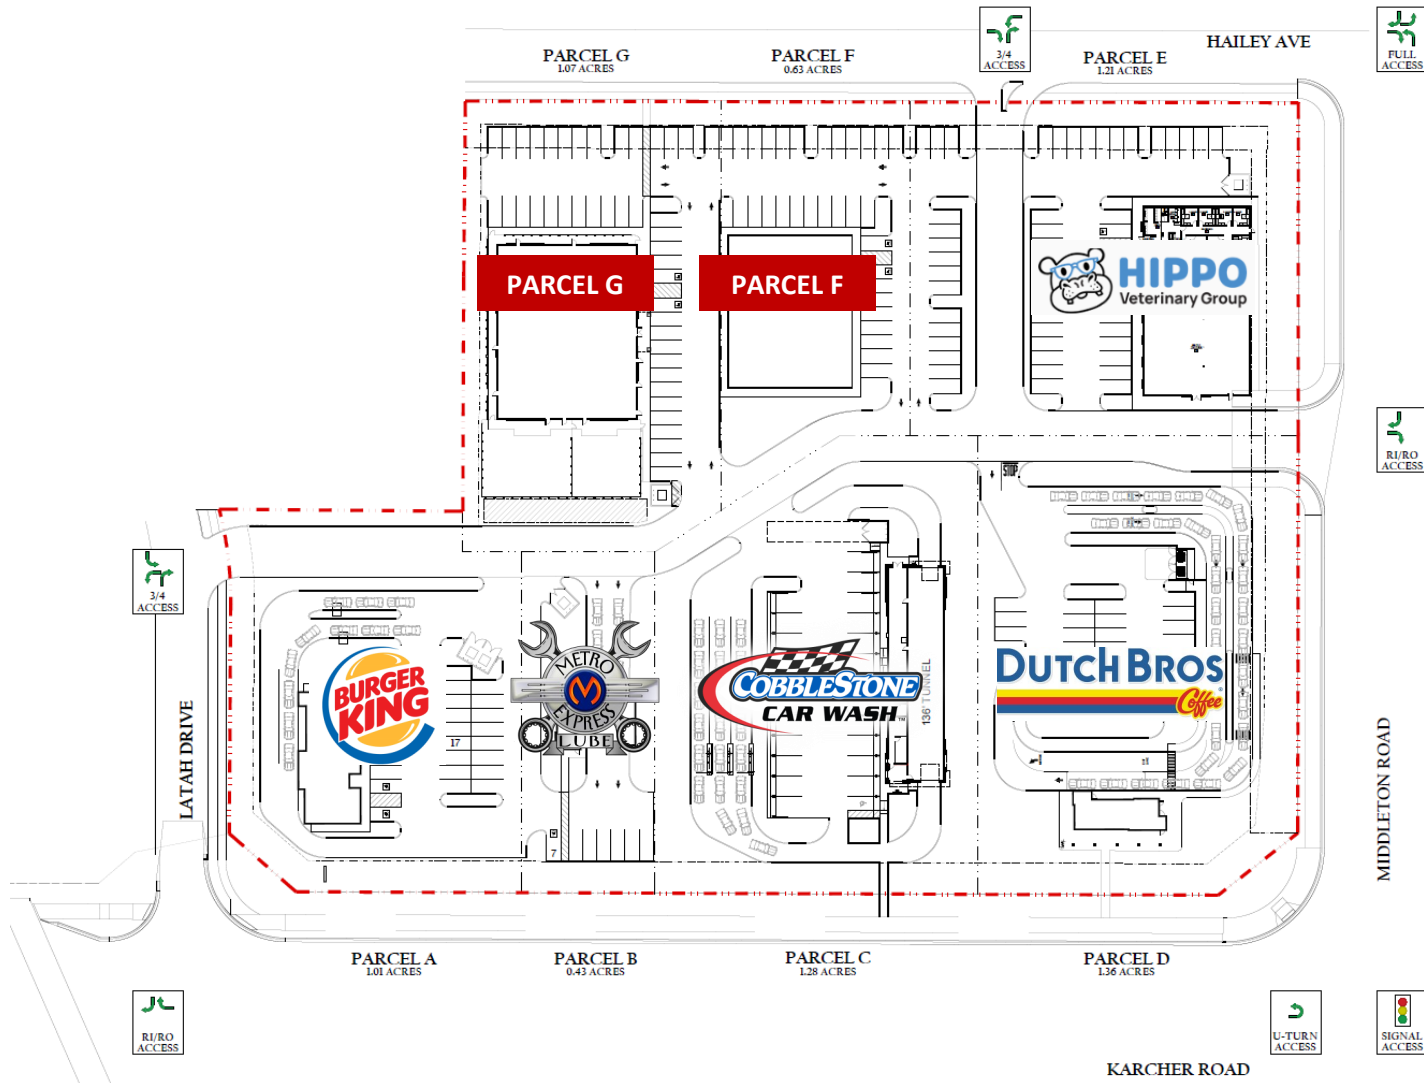 HAILEY AVE
PARCEL G
1.07 ACRES
PARCEL F
0.63 ACRES
3/4
ACCESS
PARCEL E
1.21 ACRES
FULL
ACCESS
PARCEL G
PARCEL F
HIPPO
Veterinary Group
RI/RO
ACCESS
STOP
3/4
ACCESS
BURGER
KING
METRO
M
EXPRESS
LUBE
COBBLESTONE
CAR WASH™
136' TUNNEL
DUTCH BROS
Coffee®
17
7
LATAH DRIVE
MIDDLETON ROAD
PARCEL A
1.01 ACRES
PARCEL B
0.43 ACRES
PARCEL C
1.28 ACRES
PARCEL D
1.36 ACRES
RI/RO
ACCESS
U-TURN
ACCESS
SIGNAL
ACCESS
KARCHER ROAD